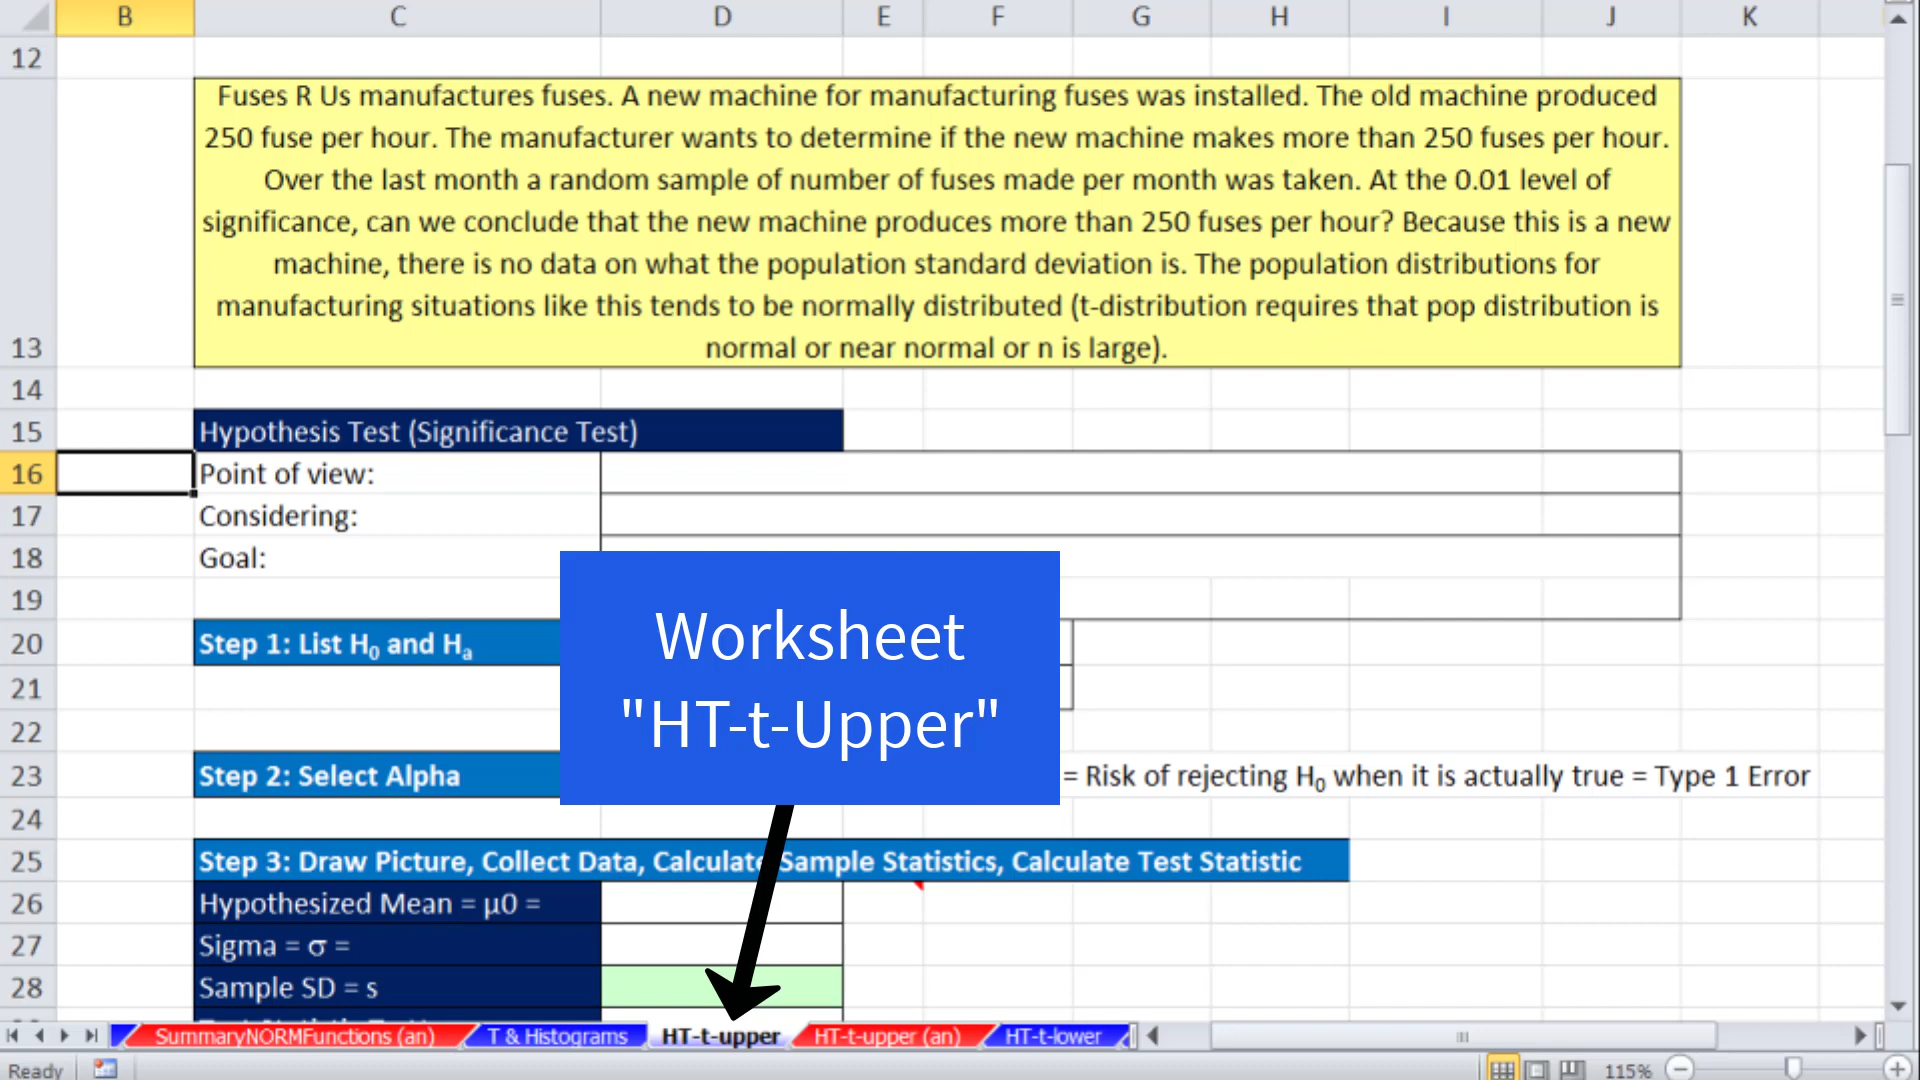 B C D E F G H I J K
12
Fuses R Us manufactures fuses. A new machine for manufacturing fuses was installed. The old machine produced
250 fuse per hour. The manufacturer wants to determine if the new machine makes more than 250 fuses per hour.
Over the last month a random sample of number of fuses made per month was taken. At the 0.01 level of
significance, can we conclude that the new machine produces more than 250 fuses per hour? Because this is a new
machine, there is no data on what the population standard deviation is. The population distributions for
manufacturing situations like this tends to be normally distributed (t-distribution requires that pop distribution is
13 normal or near normal or n is large).
14
15 Hypothesis Test (Significance Test)
16 Point of view:
17 Considering:
18 Goal:
19
Worksheet
"HT-t-Upper"
20 Step 1: List H0 and Ha
21
22
23 Step 2: Select Alpha = Risk of rejecting H0 when it is actually true = Type 1 Error
24
25 Step 3: Draw Picture, Collect Data, Calculate Sample Statistics, Calculate Test Statistic
26 Hypothesized Mean = μ0 =
27 Sigma = σ =
28 Sample SD = s
SummaryNORMFunctions (an) T & Histograms HT-t-upper HT-t-upper (an) HT-t-lower
Ready 115%